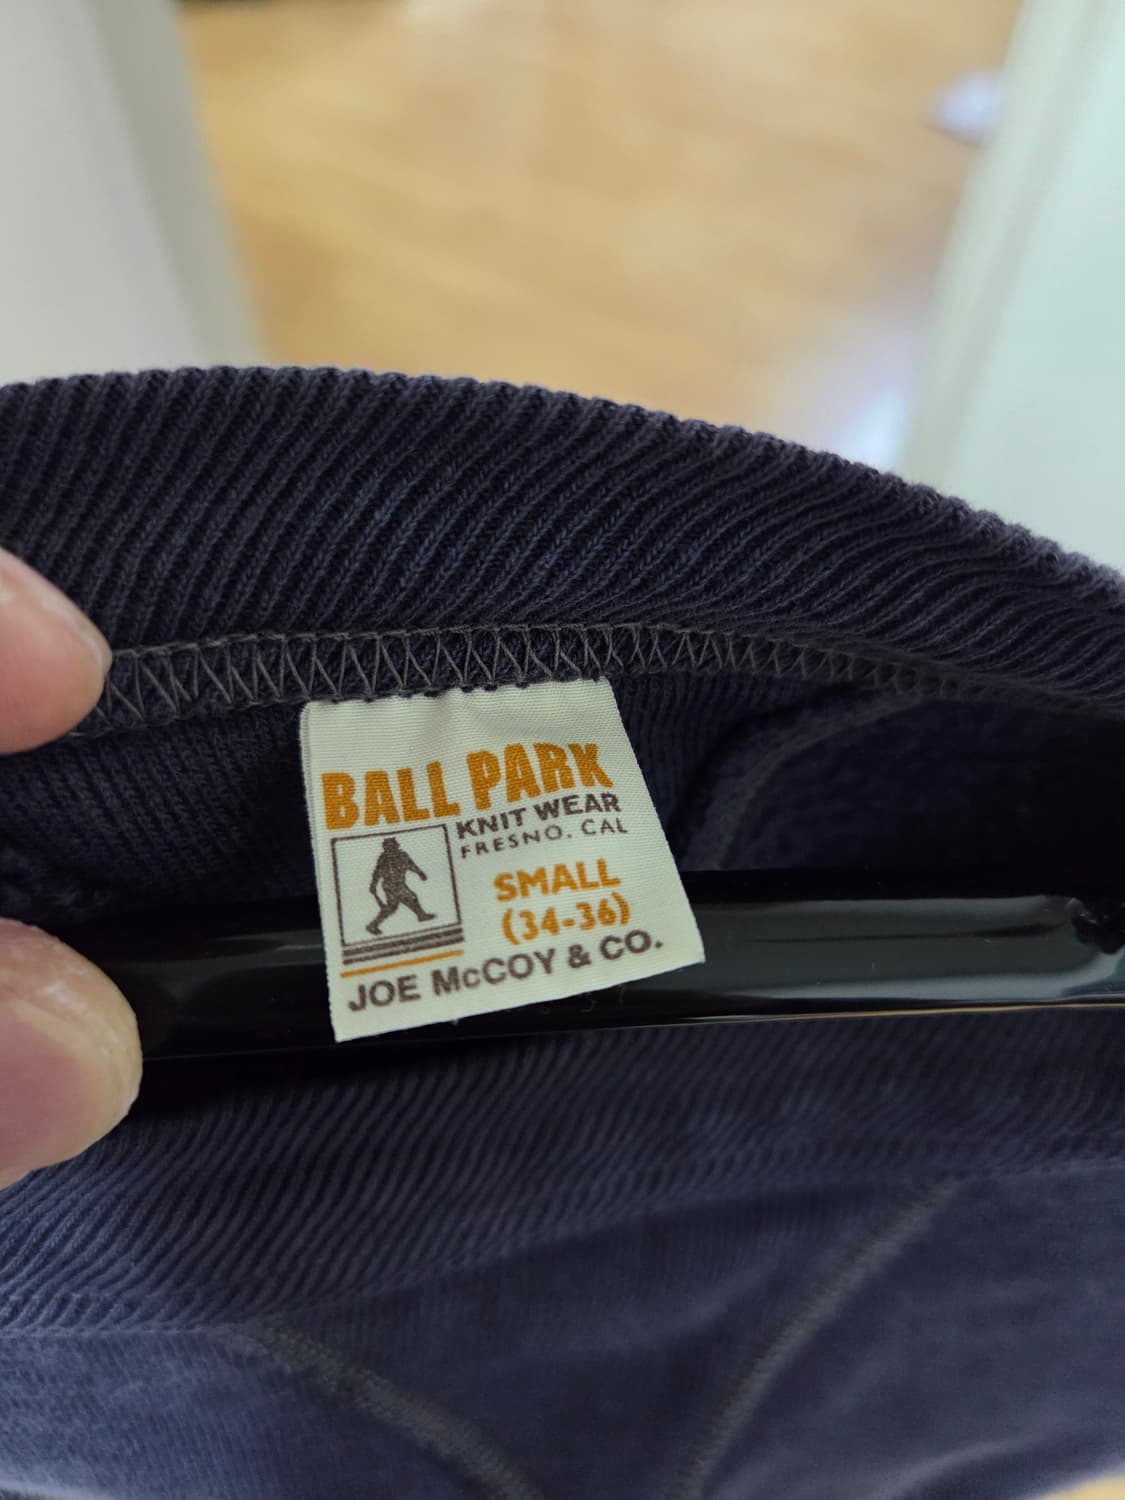 BALL PARK
KNIT WEAR
FRESNO, CAL
SMALL
(34-36)
JOE McCOY & CO.